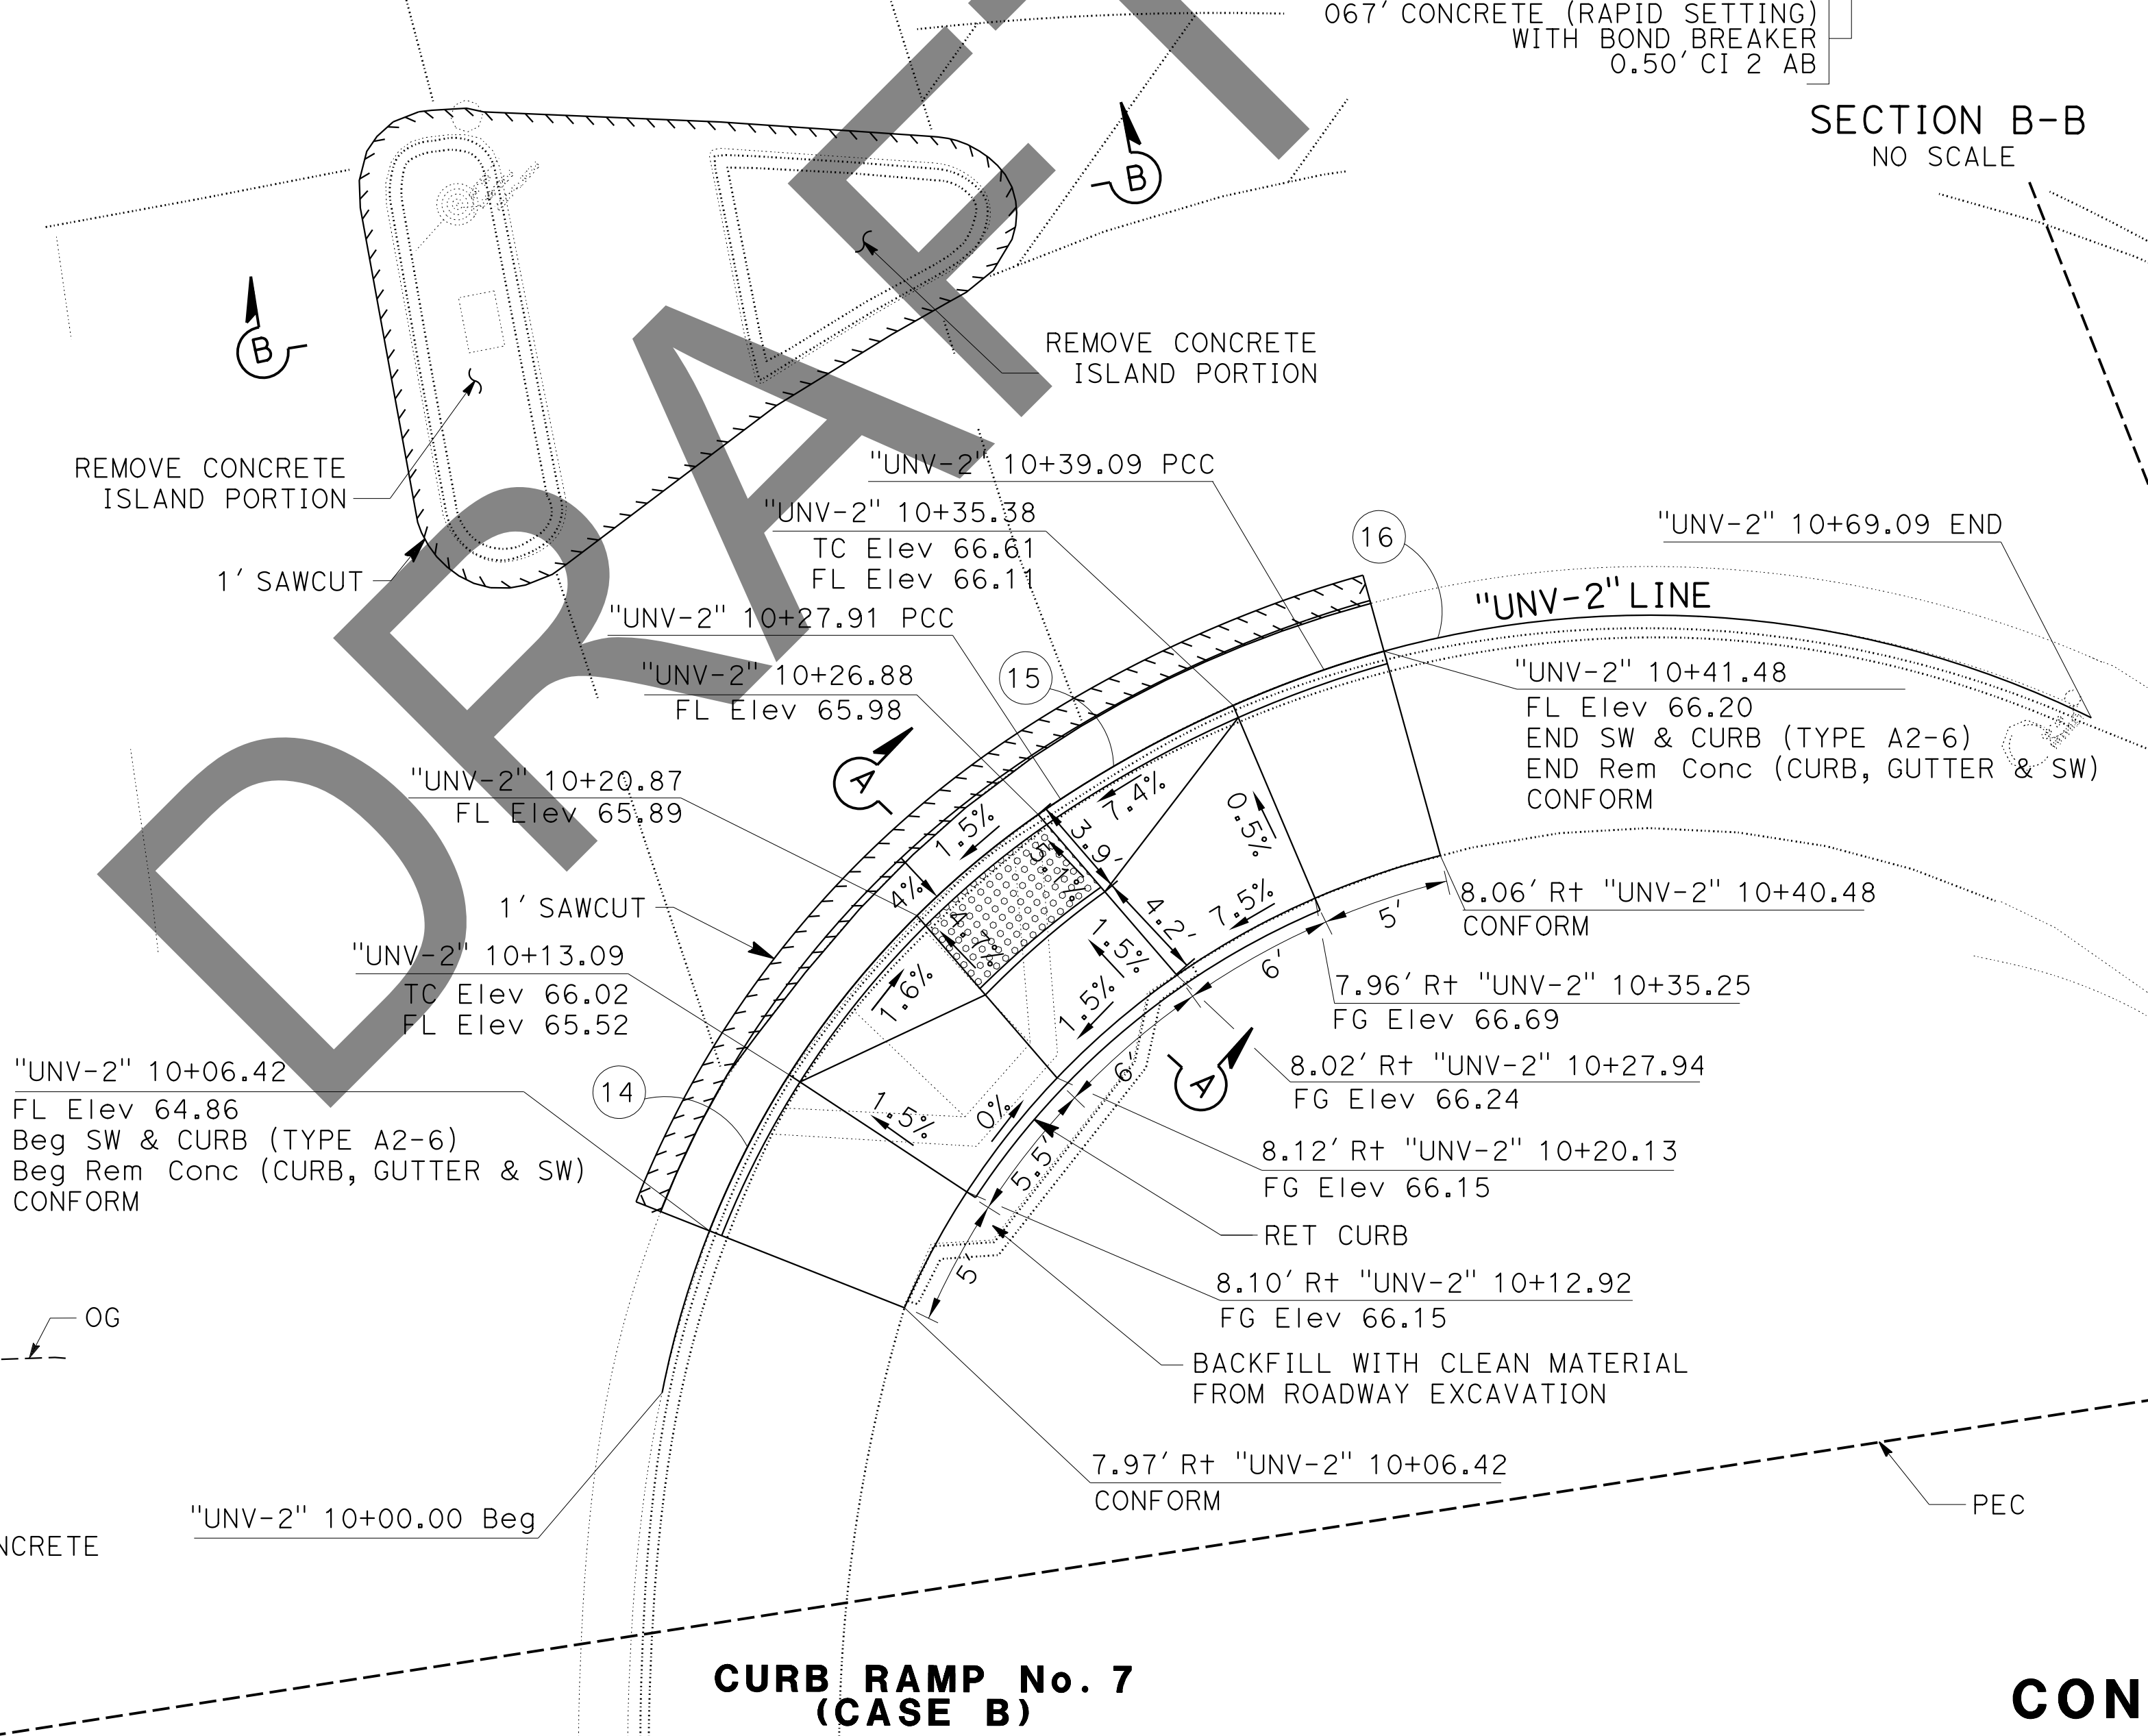 067' CONCRETE (RAPID SETTING)
WITH BOND BREAKER
0.50' CI 2 AB
SECTION B-B
NO SCALE
B
B
REMOVE CONCRETE
ISLAND PORTION
REMOVE CONCRETE
ISLAND PORTION
1' SAWCUT
"UNV-2" 10+39.09 PCC
"UNV-2" 10+35.38
TC Elev 66.61
FL Elev 66.11
"UNV-2" 10+27.91 PCC
"UNV-2" 10+26.88
FL Elev 65.98
"UNV-2" 10+20.87
FL Elev 65.89
1' SAWCUT
"UNV-2" 10+13.09
TC Elev 66.02
FL Elev 65.52
"UNV-2" 10+06.42
FL Elev 64.86
Beg SW & CURB (TYPE A2-6)
Beg Rem Conc (CURB, GUTTER & SW)
CONFORM
14
15
16
"UNV-2" 10+69.09 END
"UNV-2" LINE
"UNV-2" 10+41.48
FL Elev 66.20
END SW & CURB (TYPE A2-6)
END Rem Conc (CURB, GUTTER & SW)
CONFORM
A
1.5%
4%
7.4%
3.9'
0.5%
4.2'
7.5%
1.5%
1.5%
1.6%
1.5%
0%
5'
6'
6'
5.5'
5'
A
8.06' Rt "UNV-2" 10+40.48
CONFORM
7.96' Rt "UNV-2" 10+35.25
FG Elev 66.69
8.02' Rt "UNV-2" 10+27.94
FG Elev 66.24
8.12' Rt "UNV-2" 10+20.13
FG Elev 66.15
RET CURB
8.10' Rt "UNV-2" 10+12.92
FG Elev 66.15
BACKFILL WITH CLEAN MATERIAL
FROM ROADWAY EXCAVATION
7.97' Rt "UNV-2" 10+06.42
CONFORM
OG
"UNV-2" 10+00.00 Beg
NCRETE
PEC
CURB RAMP No. 7
(CASE B)
CON
DRAFT